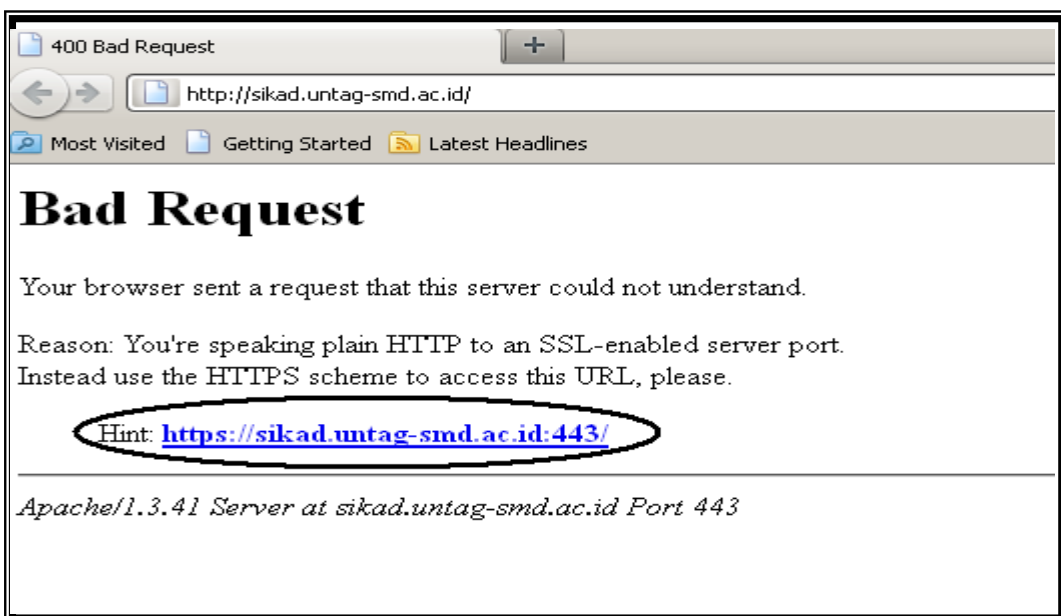 400 Bad Request
http://sikad.untag-smd.ac.id/
Most Visited Getting Started Latest Headlines
Bad Request
Your browser sent a request that this server could not understand.
Reason: You're speaking plain HTTP to an SSL-enabled server port.
Instead use the HTTPS scheme to access this URL, please.
Hint: https://sikad.untag-smd.ac.id:443/
Apache/1.3.41 Server at sikad.untag-smd.ac.id Port 443